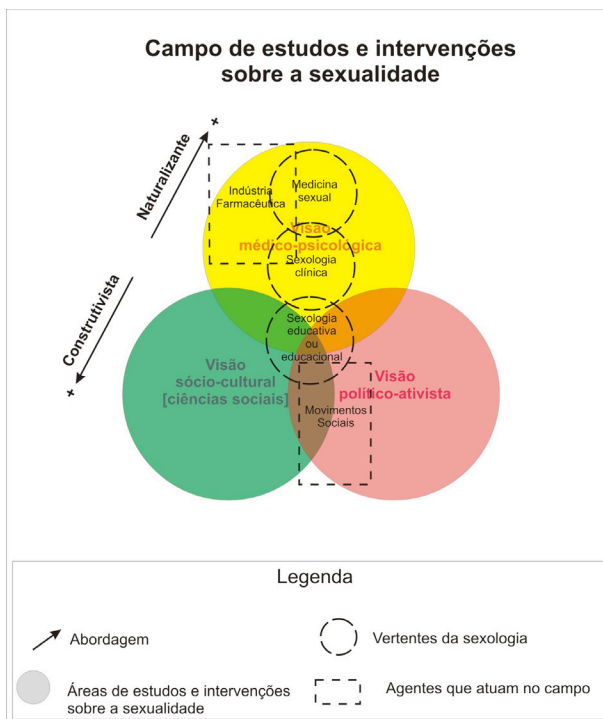 Campo de estudos e intervenções
sobre a sexualidade
+
Naturalizante
Construtivista
+
Indústria
Farmacêutica
Medicina
sexual
Visão
médico-psicológica
Sexologia
clínica
Sexologia
educativa
ou
educacional
Visão
sócio-cultural
[ciências sociais]
Visão
político-ativista
Movimentos
Sociais
Legenda
Abordagem
Vertentes da sexologia
Áreas de estudos e intervenções
sobre a sexualidade
Agentes que atuam no campo